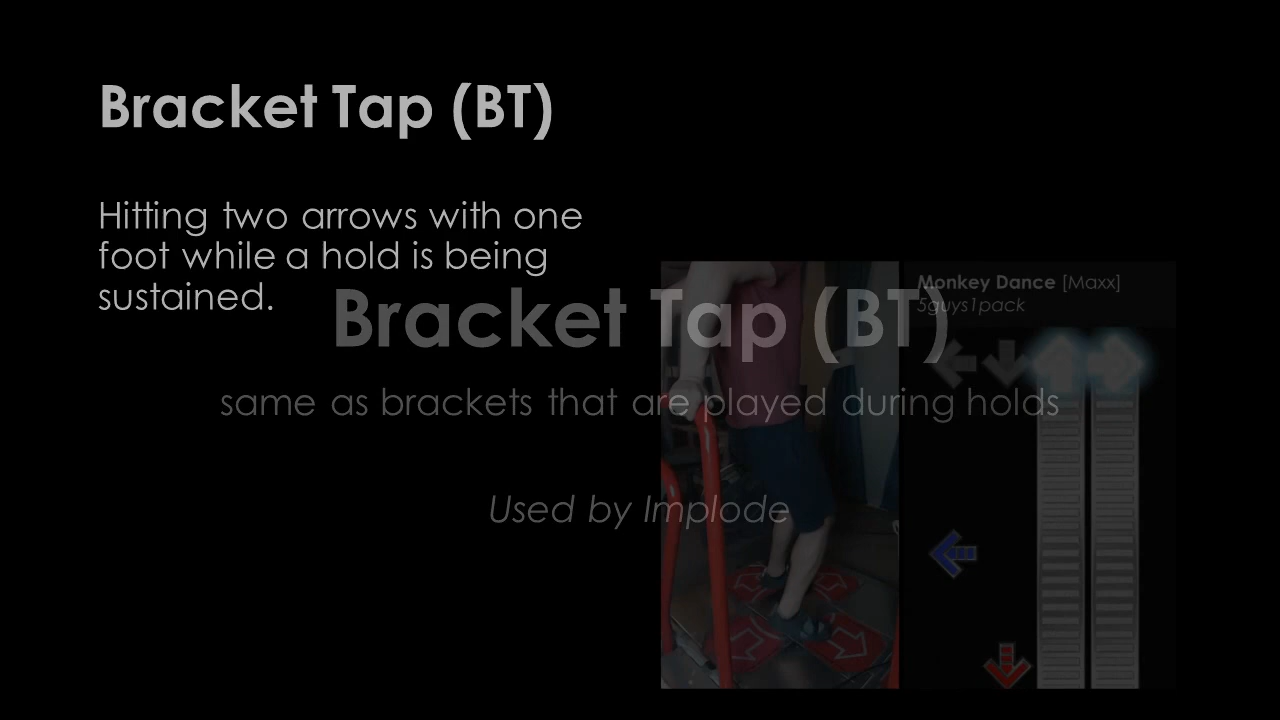 Bracket Tap (BT)
Hitting two arrows with one
foot while a hold is being
sustained.
Bracket Tap (BT)
same as brackets that are played during holds
Used by Implode
Monkey Dance [Maxx]
5guys1pack